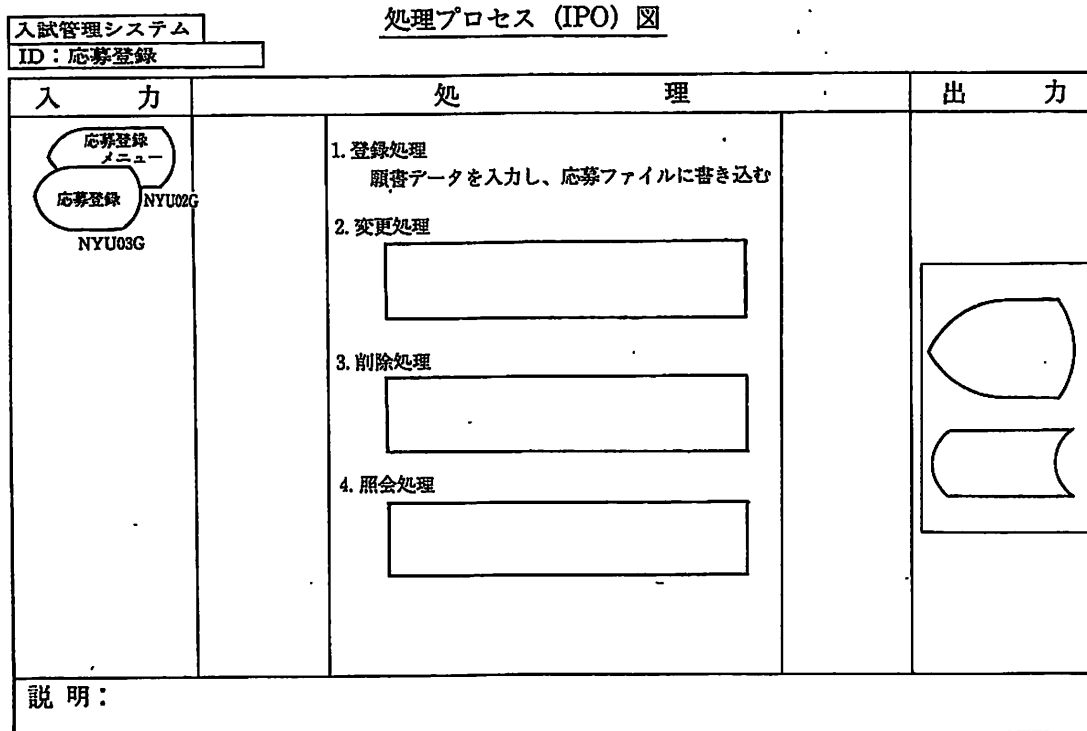 処理プロセス (IPO) 図
入試管理システム
ID：応募登録
入 力
処 理
出 力
応募登録
メニュー
応募登録
NYU02G
NYU03G
1. 登録処理
願書データを入力し、応募ファイルに書き込む
2. 変更処理
3. 削除処理
4. 照会処理
説 明：